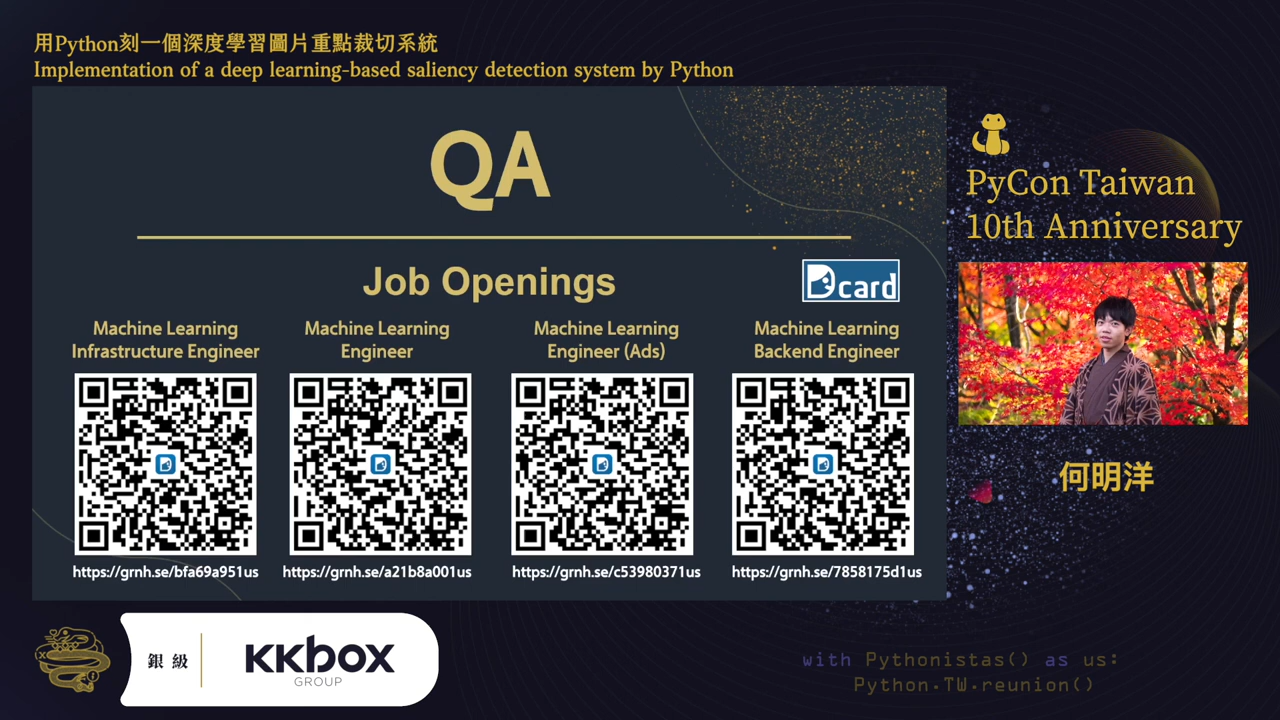 用Python刻一個深度學習圖片重點裁切系統
Implementation of a deep learning-based saliency detection system by Python
QA
Job Openings
Dcard
Machine Learning
Infrastructure Engineer
https://grnh.se/bfa69a951us
Machine Learning
Engineer
https://grnh.se/a21b8a001us
Machine Learning
Engineer (Ads)
https://grnh.se/c53980371us
Machine Learning
Backend Engineer
https://grnh.se/7858175d1us
PyCon Taiwan
10th Anniversary
何明洋
銀級
KKBOX
GROUP
with Pythonistas() as us:
Python.TW.reunion()